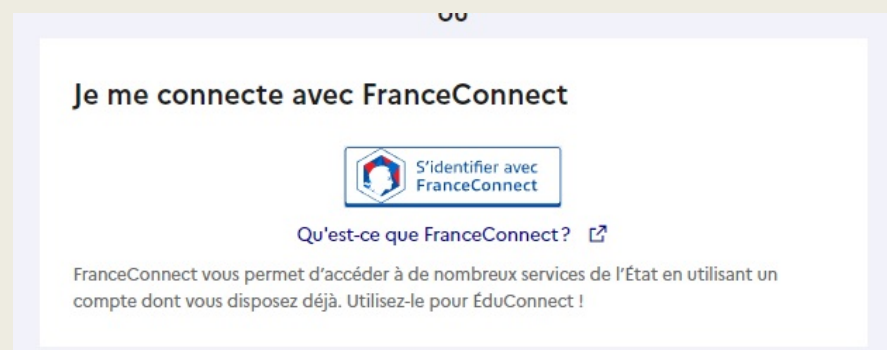 ou
Je me connecte avec FranceConnect
S'identifier avec
FranceConnect
Qu'est-ce que FranceConnect ?
FranceConnect vous permet d'accéder à de nombreux services de l'État en utilisant un
compte dont vous disposez déjà. Utilisez-le pour ÉduConnect !